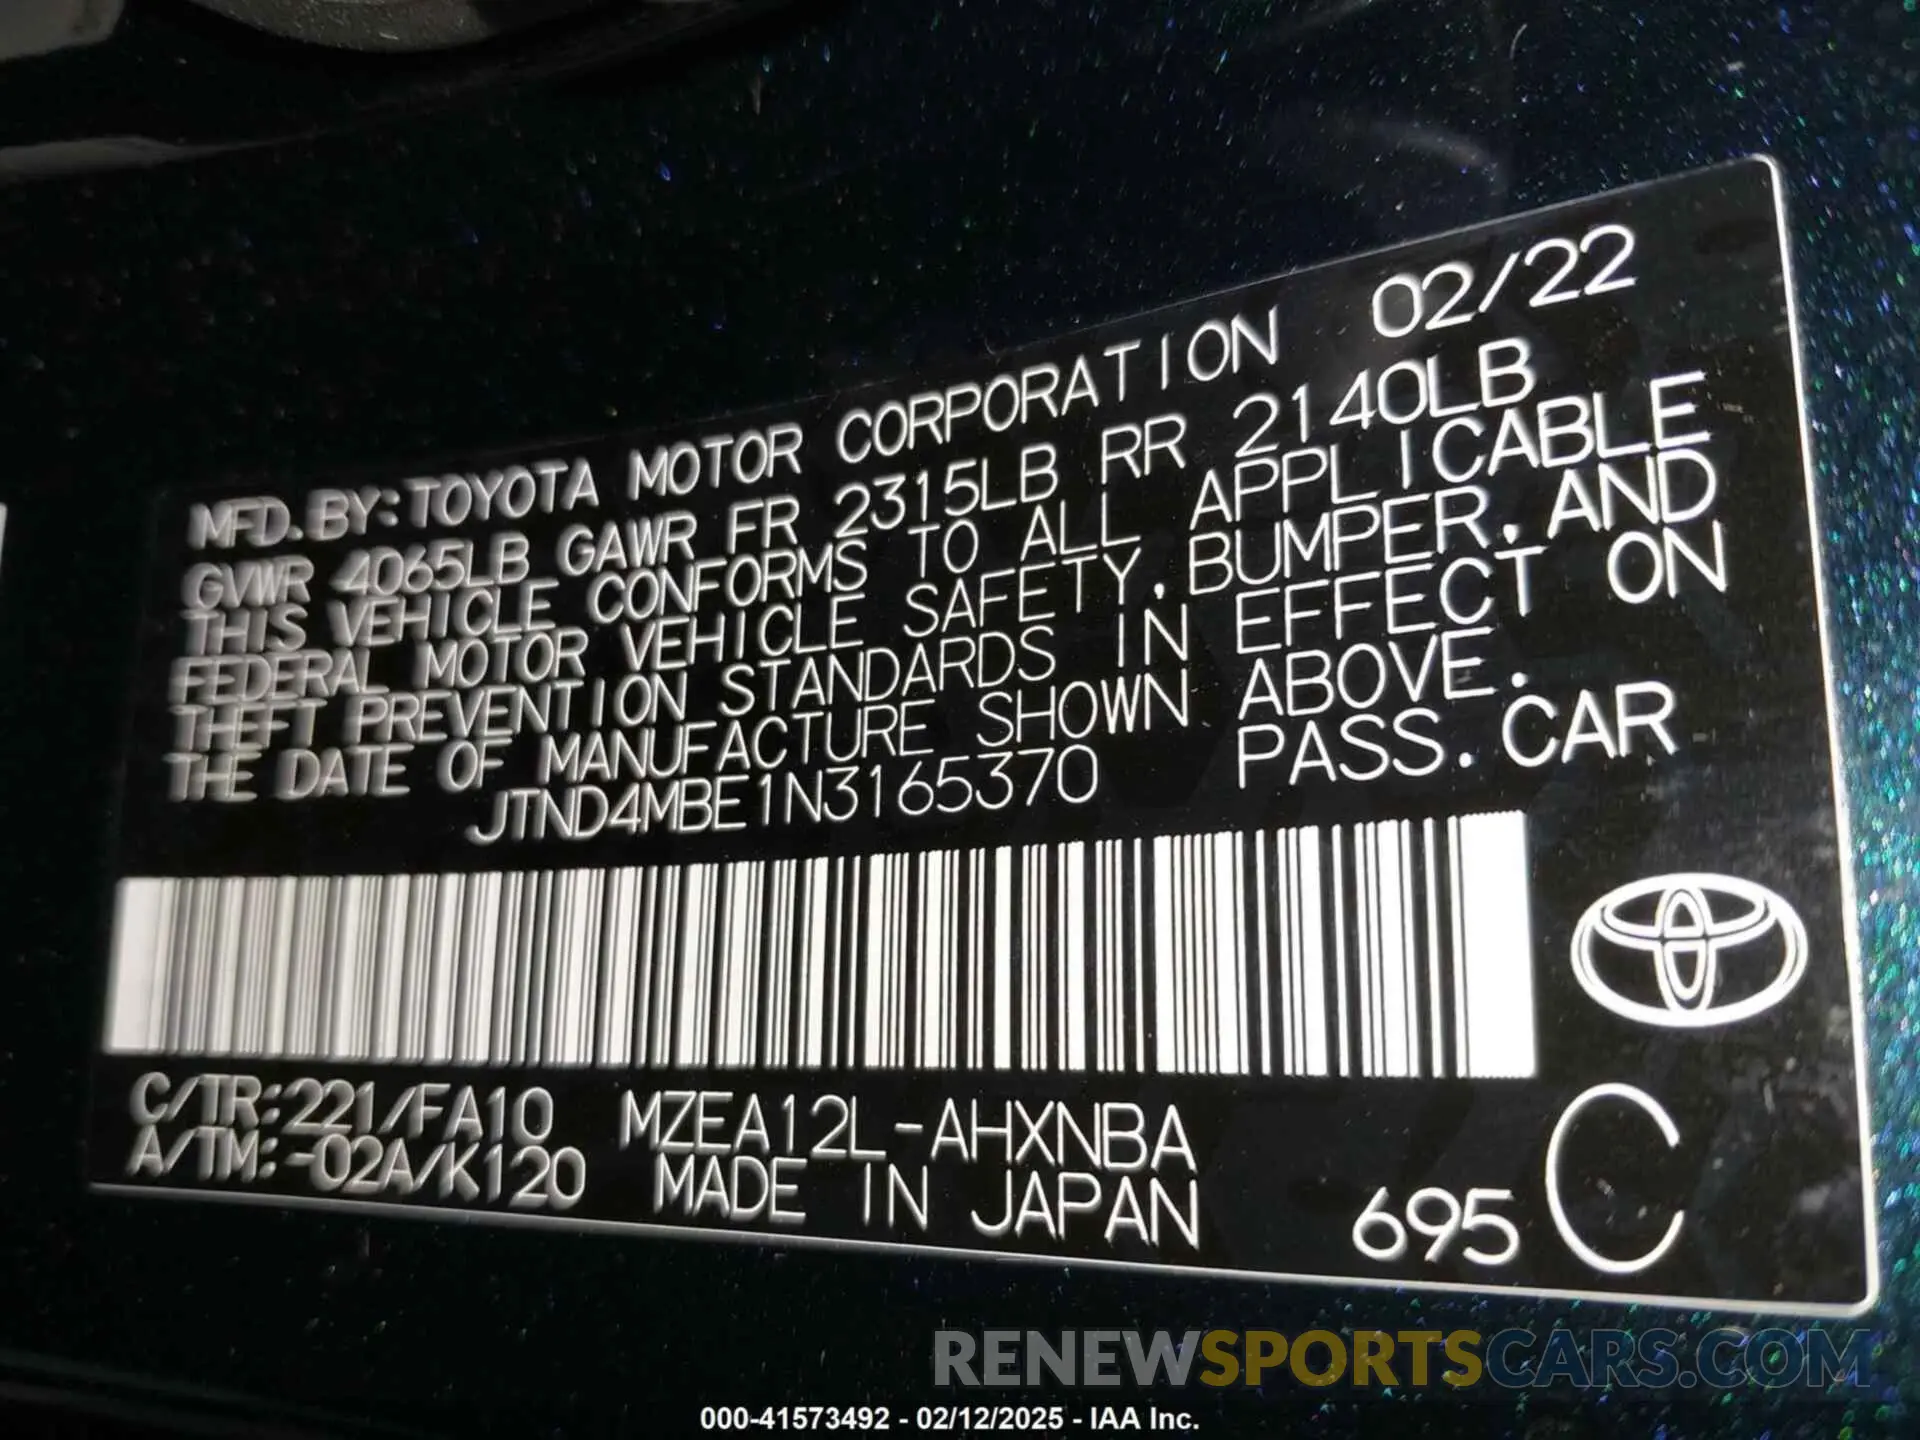 MFD.BY:TOYOTA MOTOR CORPORATION 02/22
GVWR 4065LB GAWR FR 2315LB RR 2140LB
THIS VEHICLE CONFORMS TO ALL APPLICABLE
FEDERAL MOTOR VEHICLE SAFETY, BUMPER, AND
THEFT PREVENTION STANDARDS IN EFFECT ON
THE DATE OF MANUFACTURE SHOWN ABOVE.
JTND4MBE1N3165370 PASS.CAR
C/TR:221/FA10 MZEA12L-AHXNBA
A/TM:-02A/K120 MADE IN JAPAN 695 C
RENEWSPORTSCARS.COM
000-41573492 - 02/12/2025 - IAA Inc.